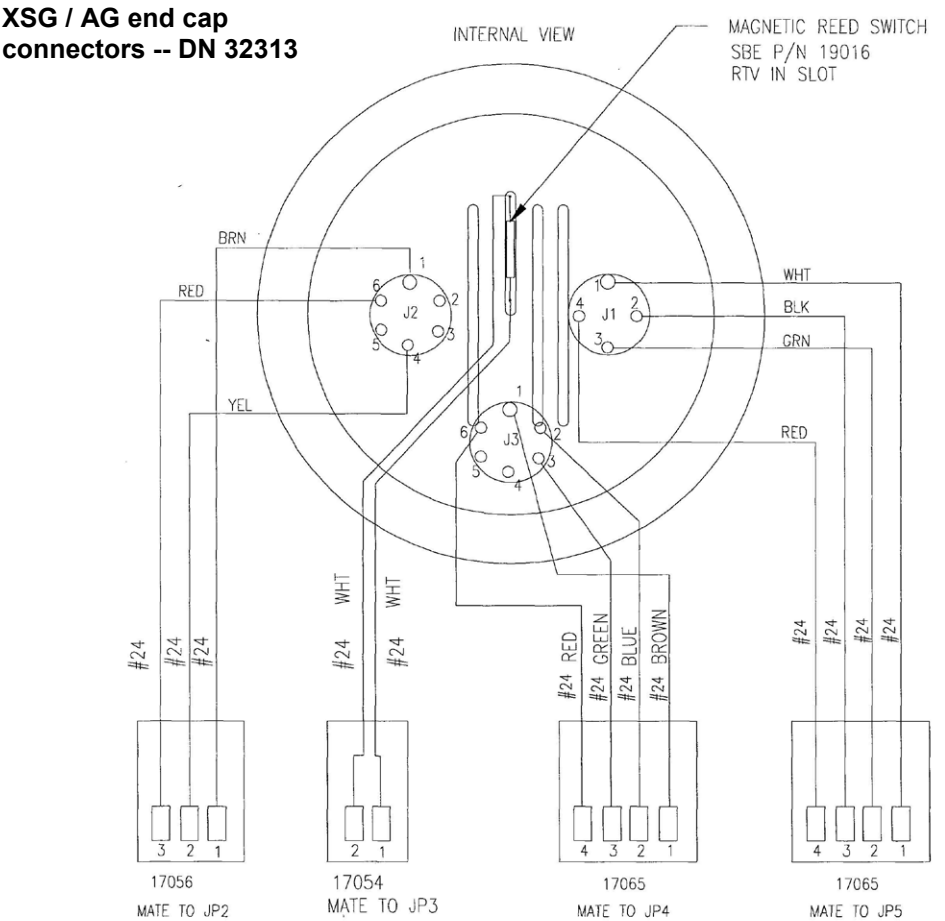 XSG / AG end cap
connectors -- DN 32313
INTERNAL VIEW
MAGNETIC REED SWITCH
SBE P/N 19016
RTV IN SLOT
BRN
RED
YEL
1
6
2
J2
5
3
4
WHT
1
BLK
4
J1
2
GRN
3
RED
1
6
2
J3
5
3
4
#24
#24
#24
#24 WHT
#24 WHT
#24 RED
#24 GREEN
#24 BLUE
#24 BROWN
#24
#24
#24
#24
3 2 1
2 1
4 3 2 1
4 3 2 1
17056
MATE TO JP2
17054
MATE TO JP3
17065
MATE TO JP4
17065
MATE TO JP5